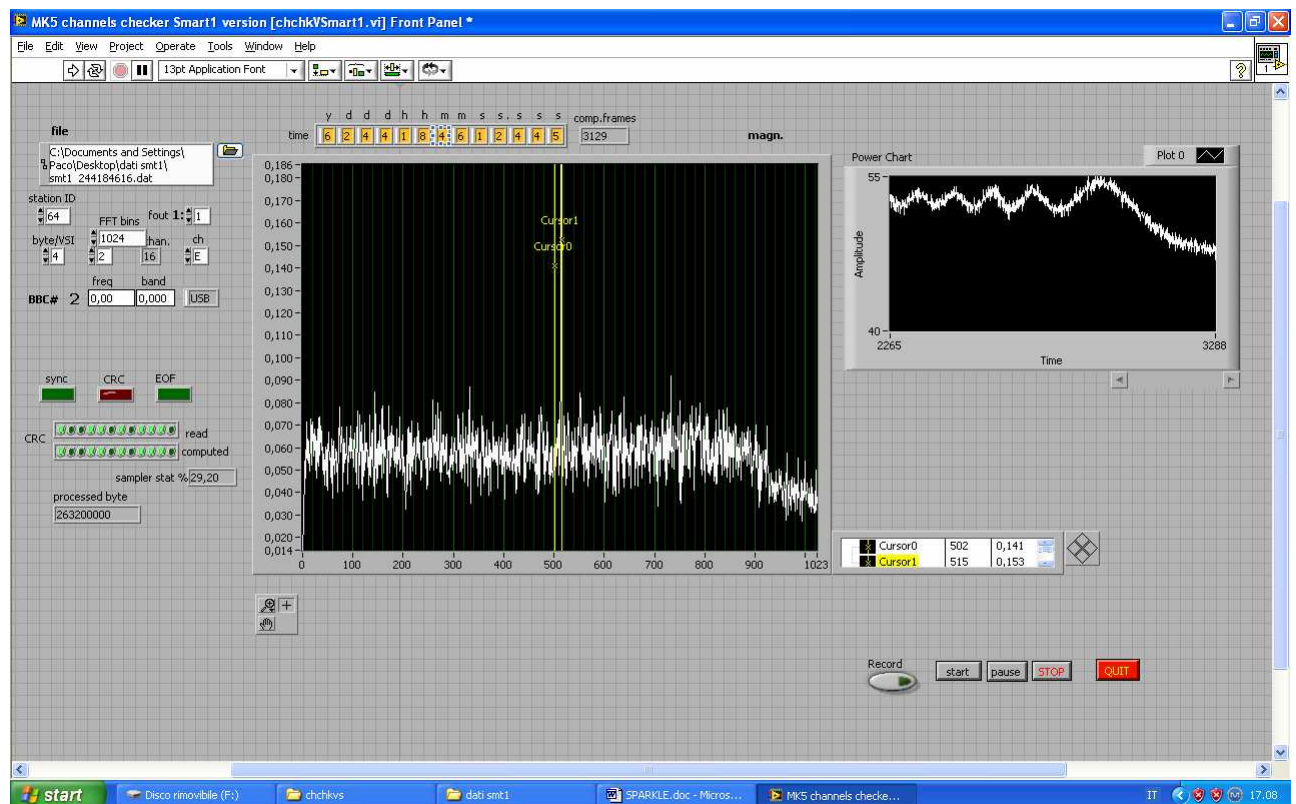 MK5 channels checker Smart1 version [chchkVSmart1.vi] Front Panel *
File Edit View Project Operate Tools Window Help
13pt Application Font
1
file
C:\Documents and Settings\
Paco\Desktop\dati smt1\
smt1_244184616.dat
y d d d h h m m s s. s s s
time 6 2 4 4 1 8 4 6 1 2 4 4 5
comp.frames
3129
magn.
station ID
64
FFT bins
1024
fout 1: 1
byte/VSI
4
2
chan.
16
ch
E
freq band
BBC# 2 0,00 0,000 USB
sync CRC EOF
CRC
read
computed
sampler stat % 29,20
processed byte
263200000
0,186
0,180
0,170
0,160
0,150
0,140
0,130
0,120
0,110
0,100
0,090
0,080
0,070
0,060
0,050
0,040
0,030
0,020
0,014
Cursor1
Cursor0
0 100 200 300 400 500 600 700 800 900 1023
Power Chart
Plot 0
55
Amplitude
40
2265 3288
Time
Cursor0 502 0,141
Cursor1 515 0,153
Record
start pause STOP QUIT
start
Disco rimovibile (F:)
chchkvs
dati smt1
SPARKLE.doc - Micros...
MK5 channels checke...
IT
17.08